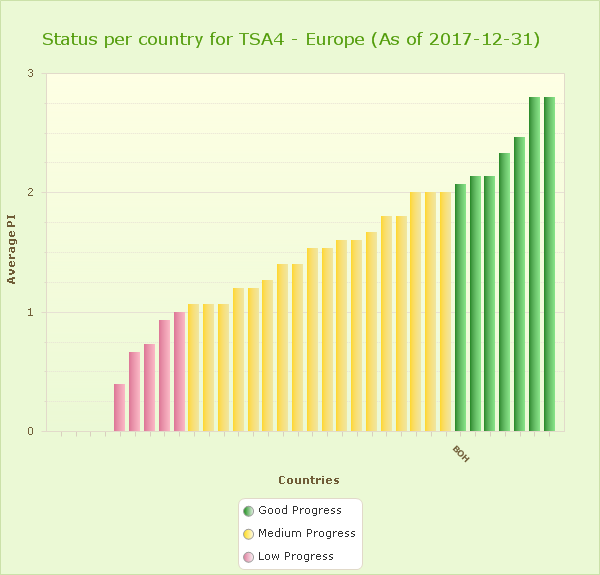 Status per country for TSA4 - Europe (As of 2017-12-31)
3
2
1
0
Average PI
BOH
Countries
Good Progress
Medium Progress
Low Progress